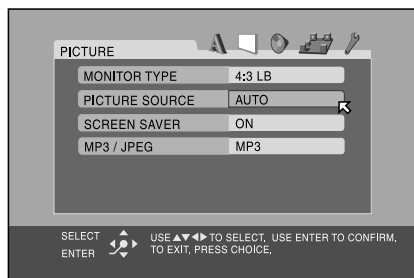 PICTURE
MONITOR TYPE 4:3 LB
PICTURE SOURCE AUTO
SCREEN SAVER ON
MP3 / JPEG MP3
SELECT
ENTER
USE ▲▼◀▶ TO SELECT, USE ENTER TO CONFIRM,
TO EXIT, PRESS CHOICE.